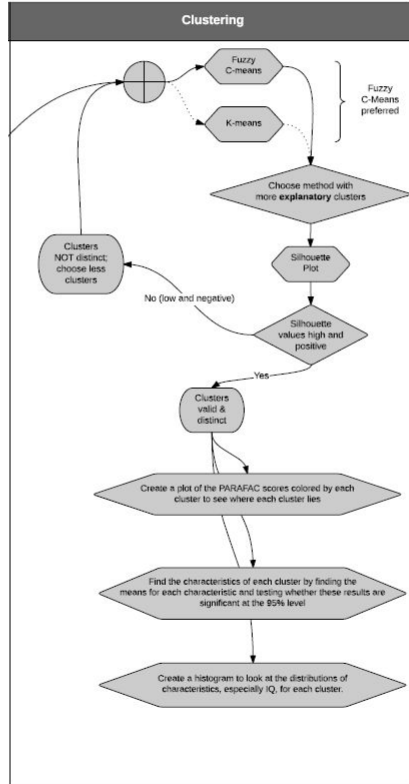 Clustering
Fuzzy
C-means
Fuzzy
C-Means
preferred
K-means
Choose method with
more explanatory clusters
Clusters
NOT distinct;
choose less
clusters
Silhouette
Plot
No (low and negative)
Silhouette
values high and
positive
Yes
Clusters
valid &
distinct
Create a plot of the PARAFAC scores colored by each
cluster to see where each cluster lies
Find the characteristics of each cluster by finding the
means for each characteristic and testing whether these results are
significant at the 95% level
Create a histogram to look at the distributions of
characteristics, especially IQ, for each cluster.